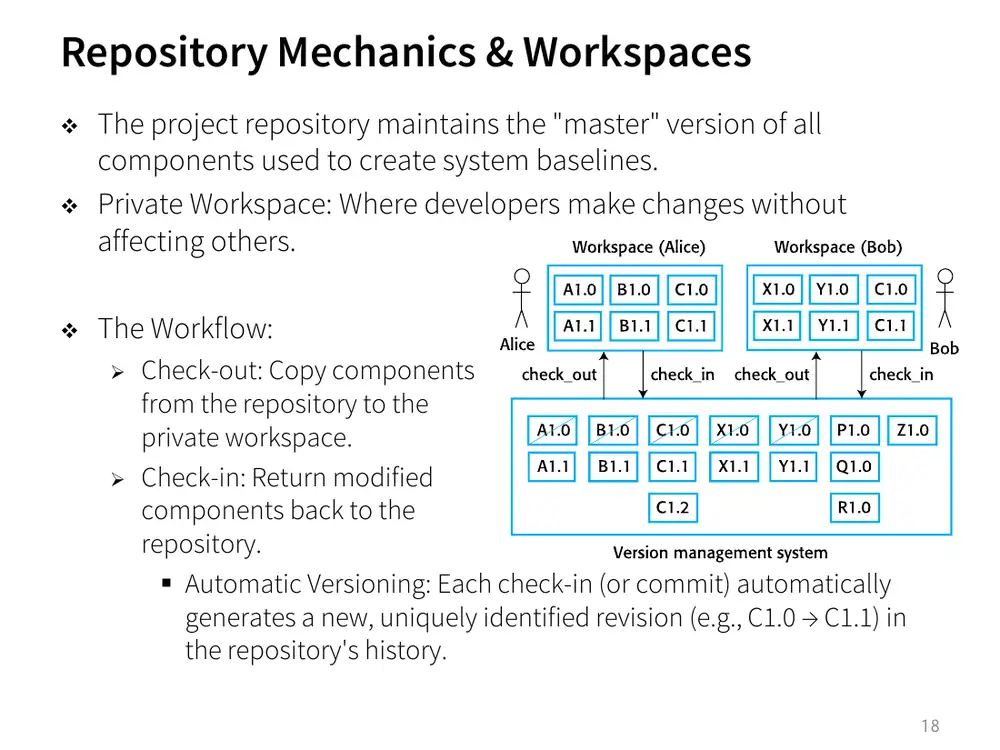 Repository Mechanics & Workspaces
❖ The project repository maintains the "master" version of all
components used to create system baselines.
❖ Private Workspace: Where developers make changes without
affecting others.
❖ The Workflow:
➢ Check-out: Copy components
from the repository to the
private workspace.
➢ Check-in: Return modified
components back to the
repository.
▪ Automatic Versioning: Each check-in (or commit) automatically
generates a new, uniquely identified revision (e.g., C1.0 → C1.1) in
the repository's history.
Workspace (Alice) Workspace (Bob)
A1.0 B1.0 C1.0 X1.0 Y1.0 C1.0
A1.1 B1.1 C1.1 X1.1 Y1.1 C1.1
Alice Bob
check_out check_in check_out check_in
A1.0 B1.0 C1.0 X1.0 Y1.0 P1.0 Z1.0
A1.1 B1.1 C1.1 X1.1 Y1.1 Q1.0
C1.2 R1.0
Version management system
18